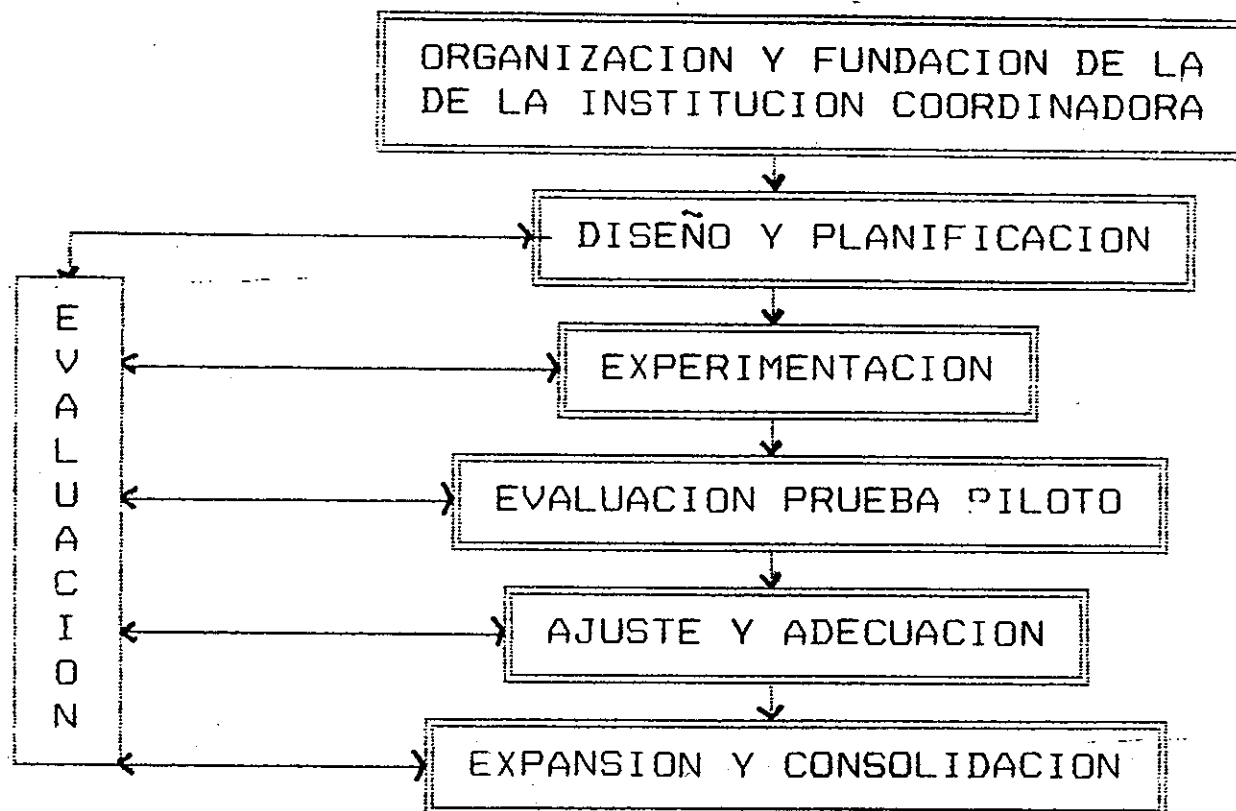 ORGANIZACION Y FUNDACION DE LA
DE LA INSTITUCION COORDINADORA
DISEÑO Y PLANIFICACION
EXPERIMENTACION
EVALUACION PRUEBA PILOTO
AJUSTE Y ADECUACION
EXPANSION Y CONSOLIDACION
EVALUACION